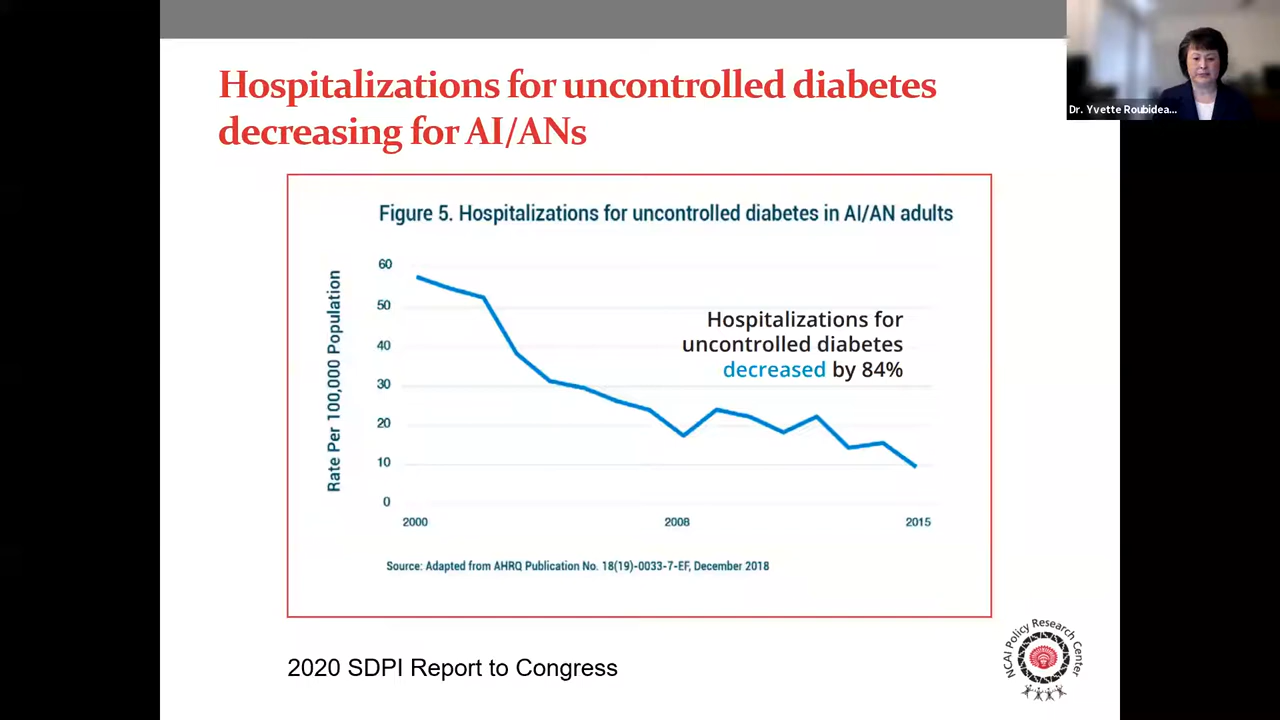 Hospitalizations for uncontrolled diabetes
decreasing for AI/ANs
Dr. Yvette Roubidea...
Figure 5. Hospitalizations for uncontrolled diabetes in AI/AN adults
Rate Per 100,000 Population
60
50
40
30
20
10
0
Hospitalizations for
uncontrolled diabetes
decreased by 84%
2000
2008
2015
Source: Adapted from AHRQ Publication No. 18(19)-0033-7-EF, December 2018
2020 SDPI Report to Congress
NCAI Policy Research Center